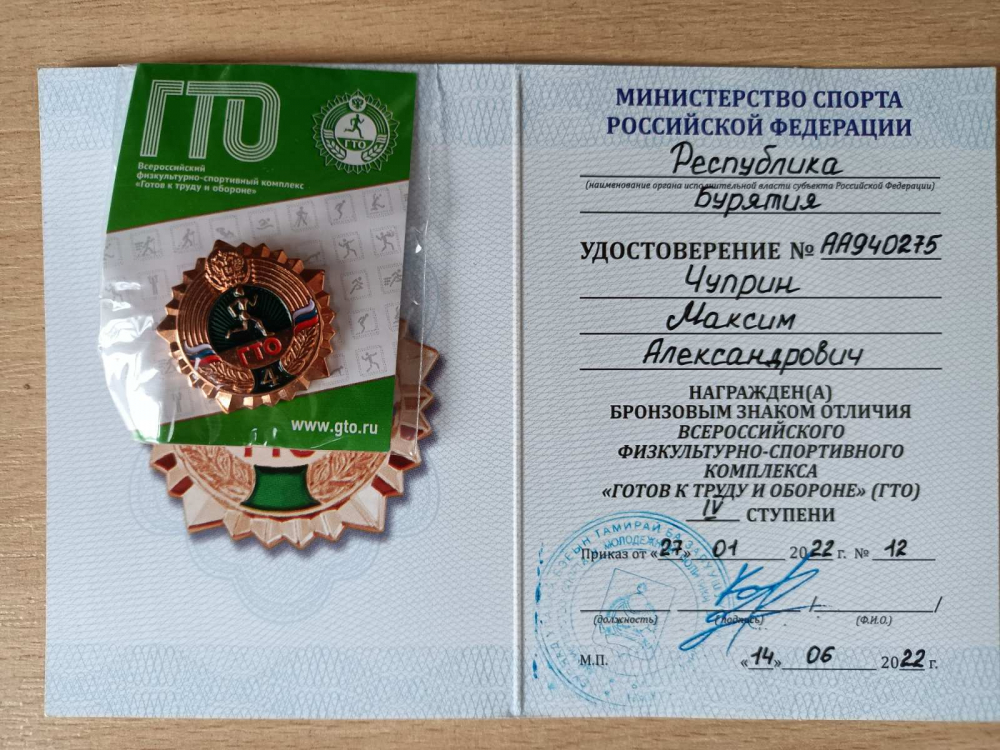 ГТО
Всероссийский
физкультурно-спортивный комплекс
«Готов к труду и обороне»
ГТО
ГТО
4
www.gto.ru
МИНИСТЕРСТВО СПОРТА
РОССИЙСКОЙ ФЕДЕРАЦИИ
Республика
(наименование органа исполнительной власти субъекта Российской Федерации)
Бурятия
УДОСТОВЕРЕНИЕ № АА940275
Чуприн
Максим
Александрович
НАГРАЖДЕН(А)
БРОНЗОВЫМ ЗНАКОМ ОТЛИЧИЯ
ВСЕРОССИЙСКОГО
ФИЗКУЛЬТУРНО-СПОРТИВНОГО
КОМПЛЕКСА
«ГОТОВ К ТРУДУ И ОБОРОНЕ» (ГТО)
IV СТУПЕНИ
Приказ от «27» 01 2022 г. № 12
(должность) (подпись) (Ф.И.О.)
М.П. «14» 06 2022 г.